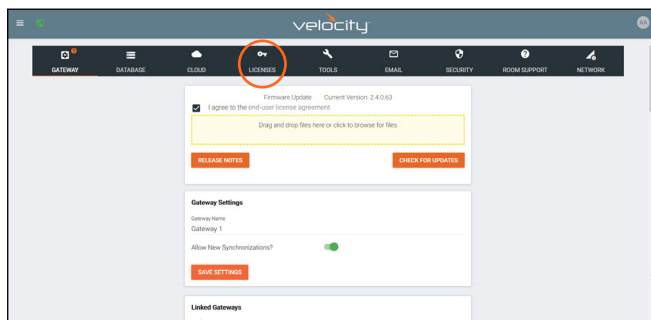 velocity
AA
GATEWAY DATABASE CLOUD LICENSES TOOLS EMAIL SECURITY ROOM SUPPORT NETWORK
Firmware Update Current Version: 2.4.0.63
I agree to the end-user license agreement
Drag and drop files here or click to browse for files
RELEASE NOTES CHECK FOR UPDATES
Gateway Settings
Gateway Name
Gateway 1
Allow New Synchronizations?
SAVE SETTINGS
Linked Gateways